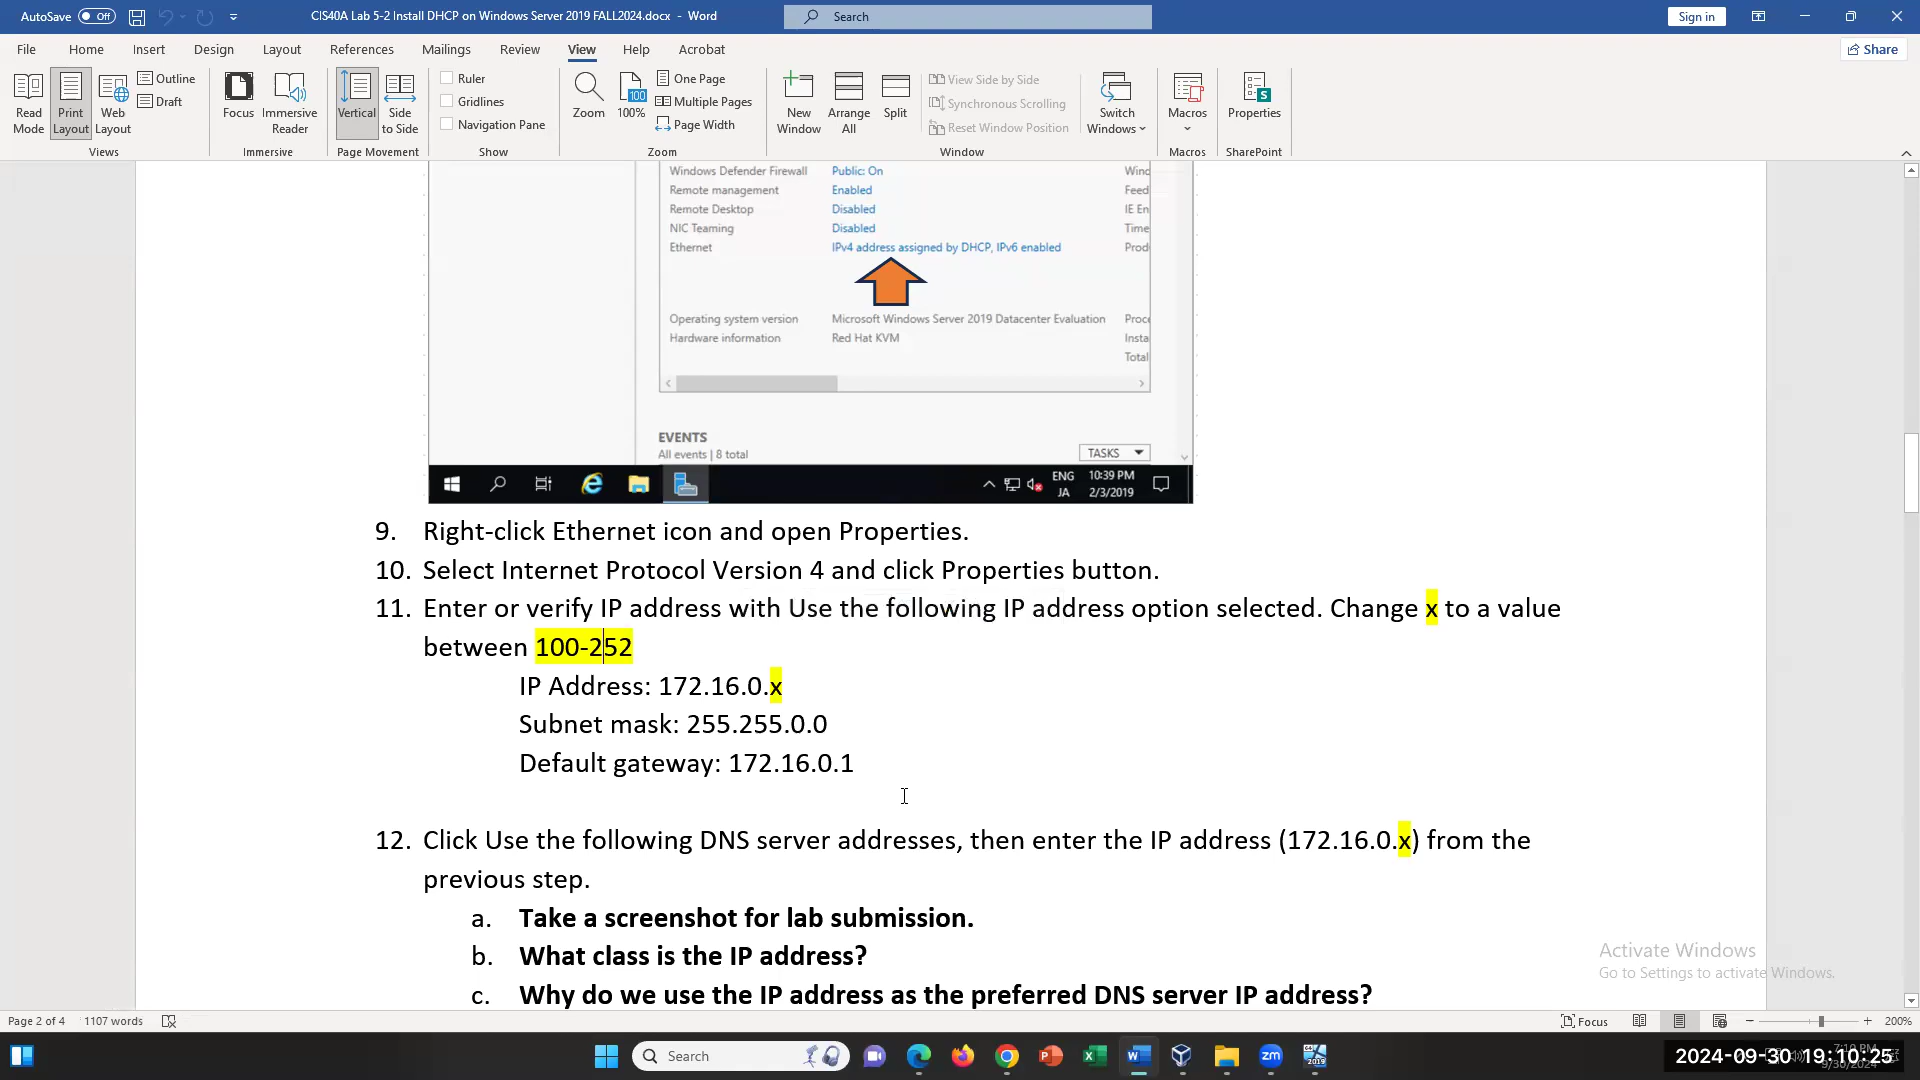 AutoSave Off CIS40A Lab 5-2 Install DHCP on Windows Server 2019 FALL2024.docx - Word Search Sign in
File Home Insert Design Layout References Mailings Review View Help Acrobat Share
Read Mode
Print Layout
Web Layout
Outline
Draft
Views
Focus
Immersive Reader
Immersive
Vertical
Side to Side
Page Movement
Ruler
Gridlines
Navigation Pane
Show
Zoom
100
100%
One Page
Multiple Pages
Page Width
Zoom
New Window
Arrange All
Split
View Side by Side
Synchronous Scrolling
Reset Window Position
Switch Windows
Window
Macros
Macros
Properties
SharePoint
Windows Defender Firewall Public: On Wind
Remote management Enabled Feed
Remote Desktop Disabled IE En
NIC Teaming Disabled Time
Ethernet IPv4 address assigned by DHCP, IPv6 enabled Prod
Operating system version Microsoft Windows Server 2019 Datacenter Evaluation Proce
Hardware information Red Hat KVM Insta
Total
EVENTS
All events | 8 total TASKS
ENG 10:39 PM
JA 2/3/2019
9. Right-click Ethernet icon and open Properties.
10. Select Internet Protocol Version 4 and click Properties button.
11. Enter or verify IP address with Use the following IP address option selected. Change x to a value
between 100-252
IP Address: 172.16.0.x
Subnet mask: 255.255.0.0
Default gateway: 172.16.0.1
12. Click Use the following DNS server addresses, then enter the IP address (172.16.0.x) from the
previous step.
a. Take a screenshot for lab submission.
b. What class is the IP address?
c. Why do we use the IP address as the preferred DNS server IP address?
Activate Windows
Go to Settings to activate Windows.
Page 2 of 4 1107 words Focus 200%
Search
2024-09-30 19:10:25